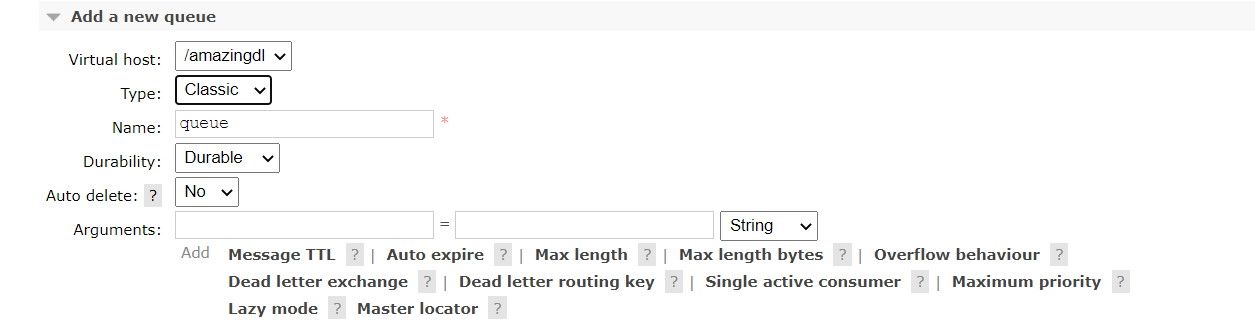 Add a new queue
Virtual host: /amazingdl
Type: Classic
Name: queue *
Durability: Durable
Auto delete: ? No
Arguments: = String
Add Message TTL ? | Auto expire ? | Max length ? | Max length bytes ? | Overflow behaviour ?
Dead letter exchange ? | Dead letter routing key ? | Single active consumer ? | Maximum priority ?
Lazy mode ? Master locator ?